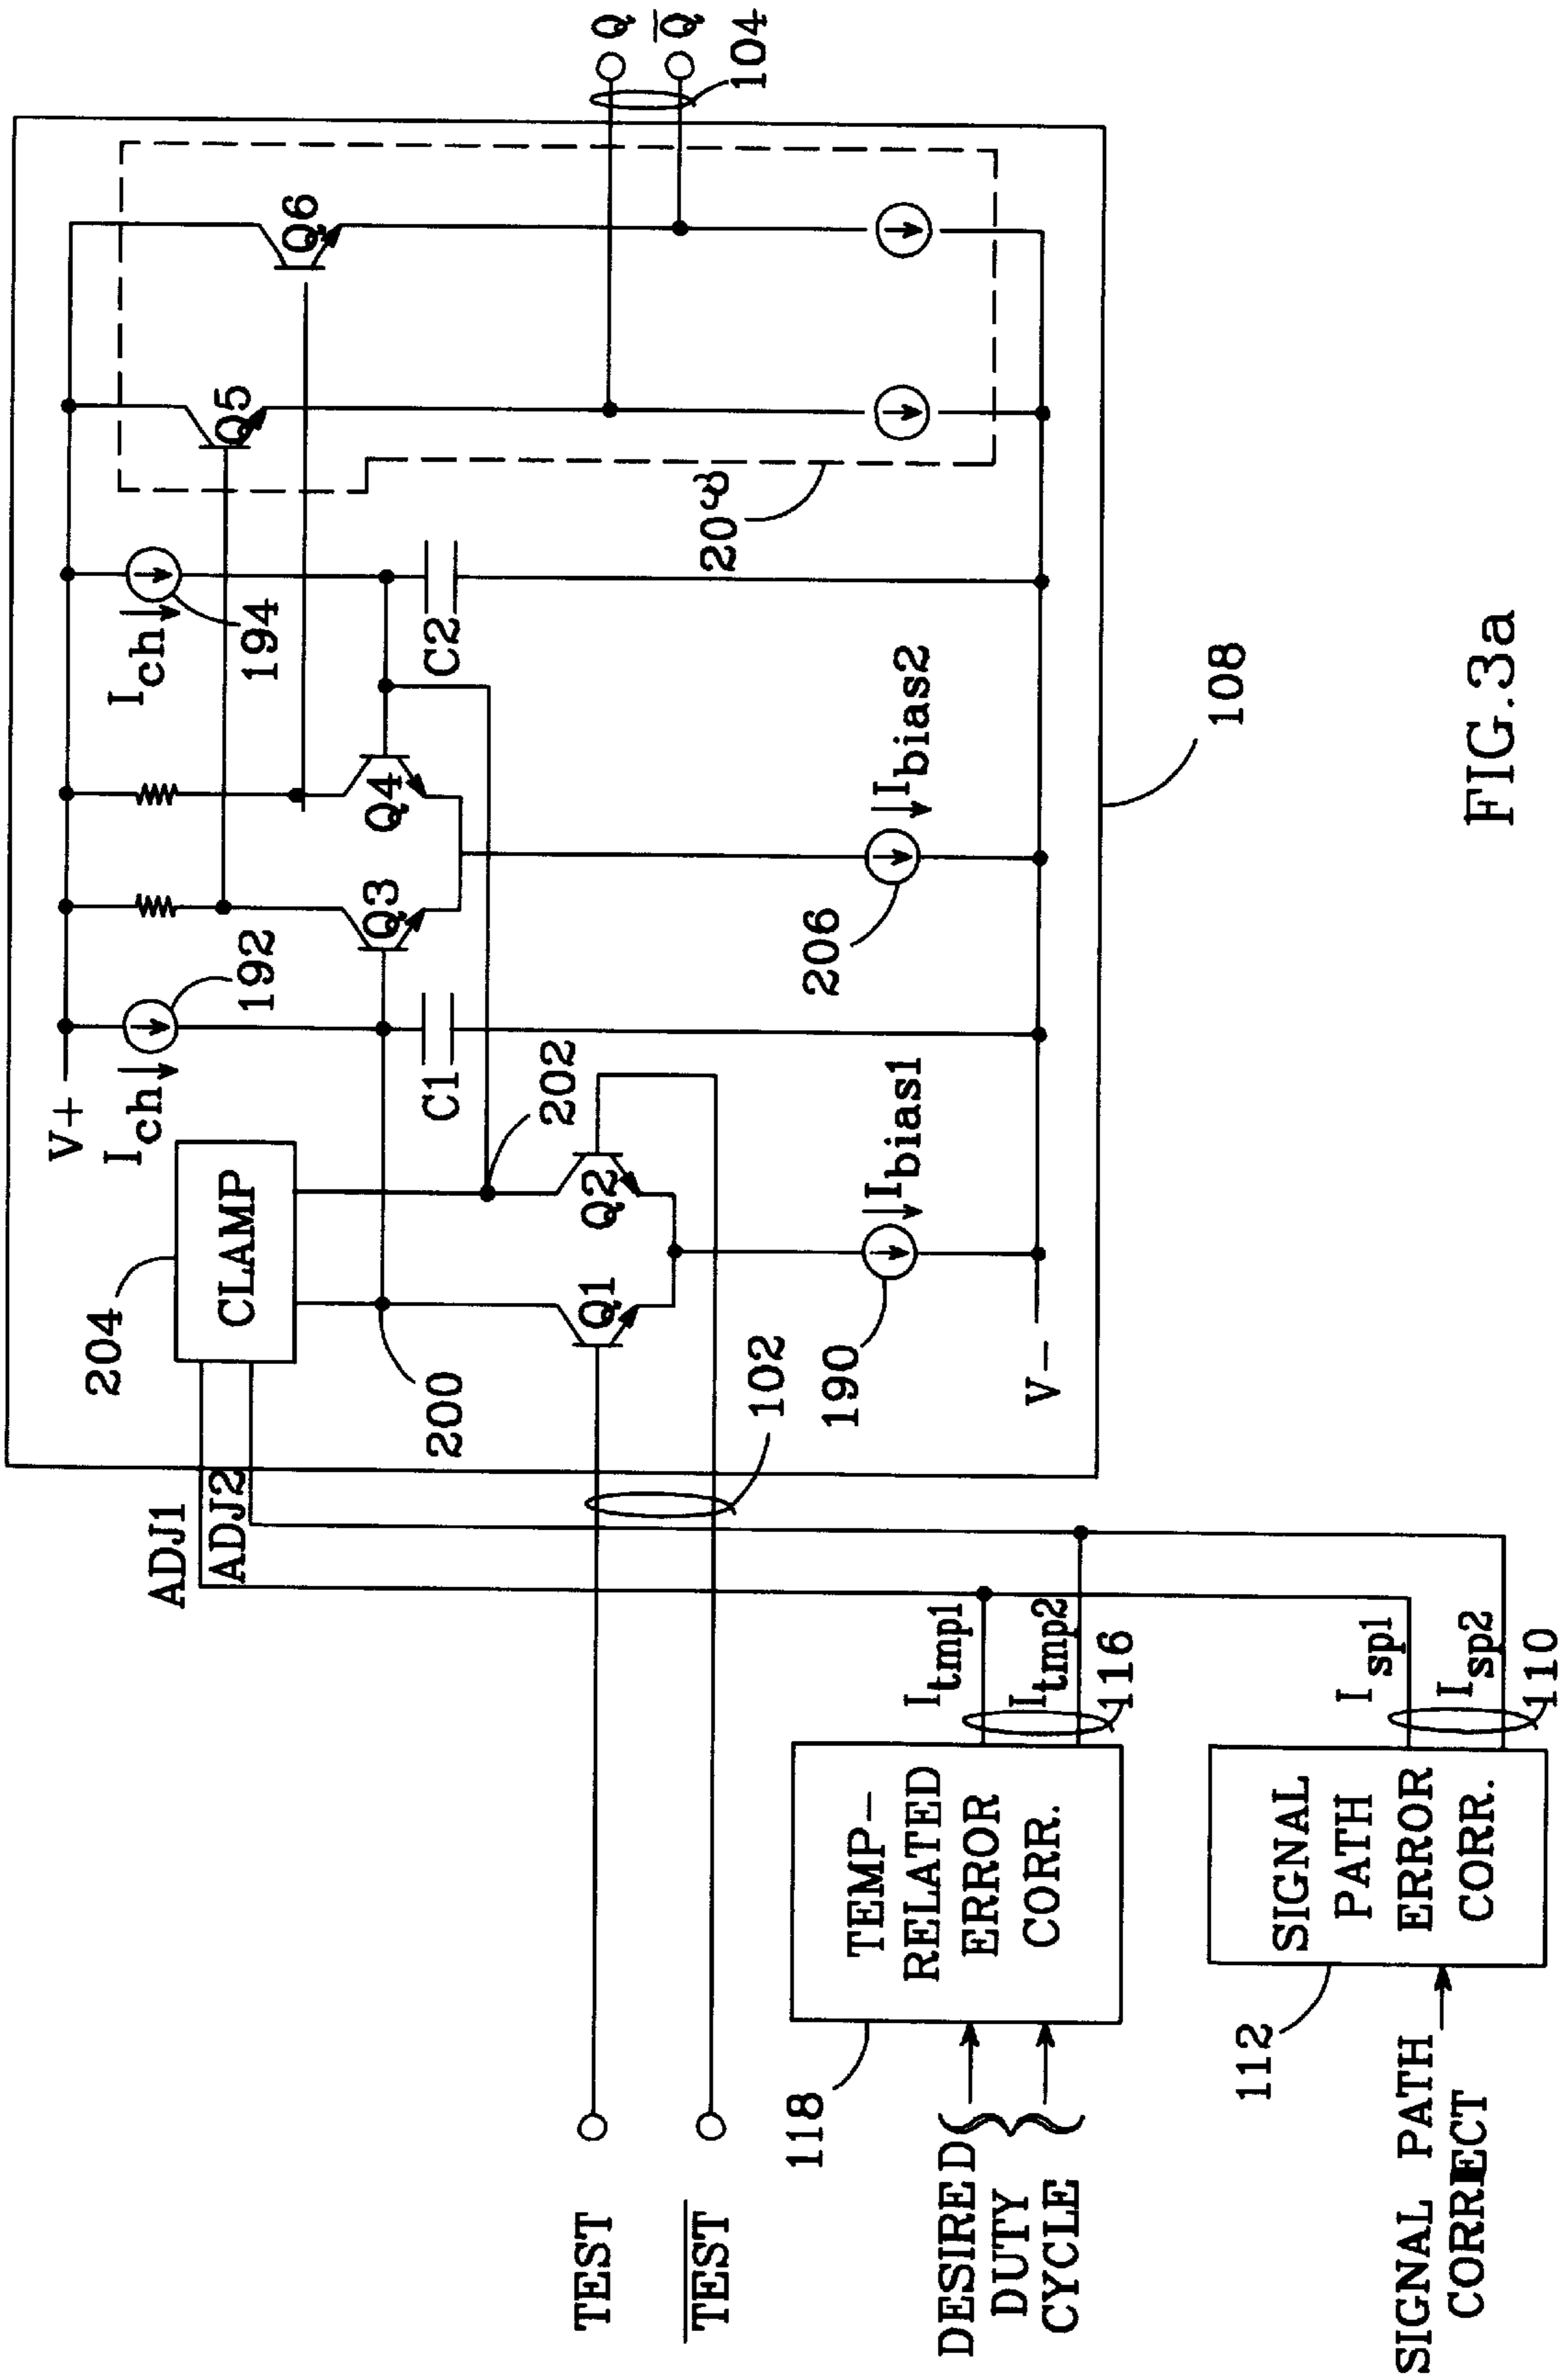 V+
Ich
192
Ich
194
204
CLAMP
ADJ1
ADJ2
Q5
Q6
Q3
Q4
200
202
C1
C2
Q1
Q2
203
Q
Q
104
TEST
TEST
102
190
Ibias1
206
Ibias2
V-
108
118
TEMP-
RELATED
ERROR
CORR.
Itmp1
Itmp2
116
DESIRED
DUTY
CYCLE
112
SIGNAL
PATH
ERROR
CORR.
Isp1
Isp2
110
SIGNAL PATH
CORRECT
FIG.3a